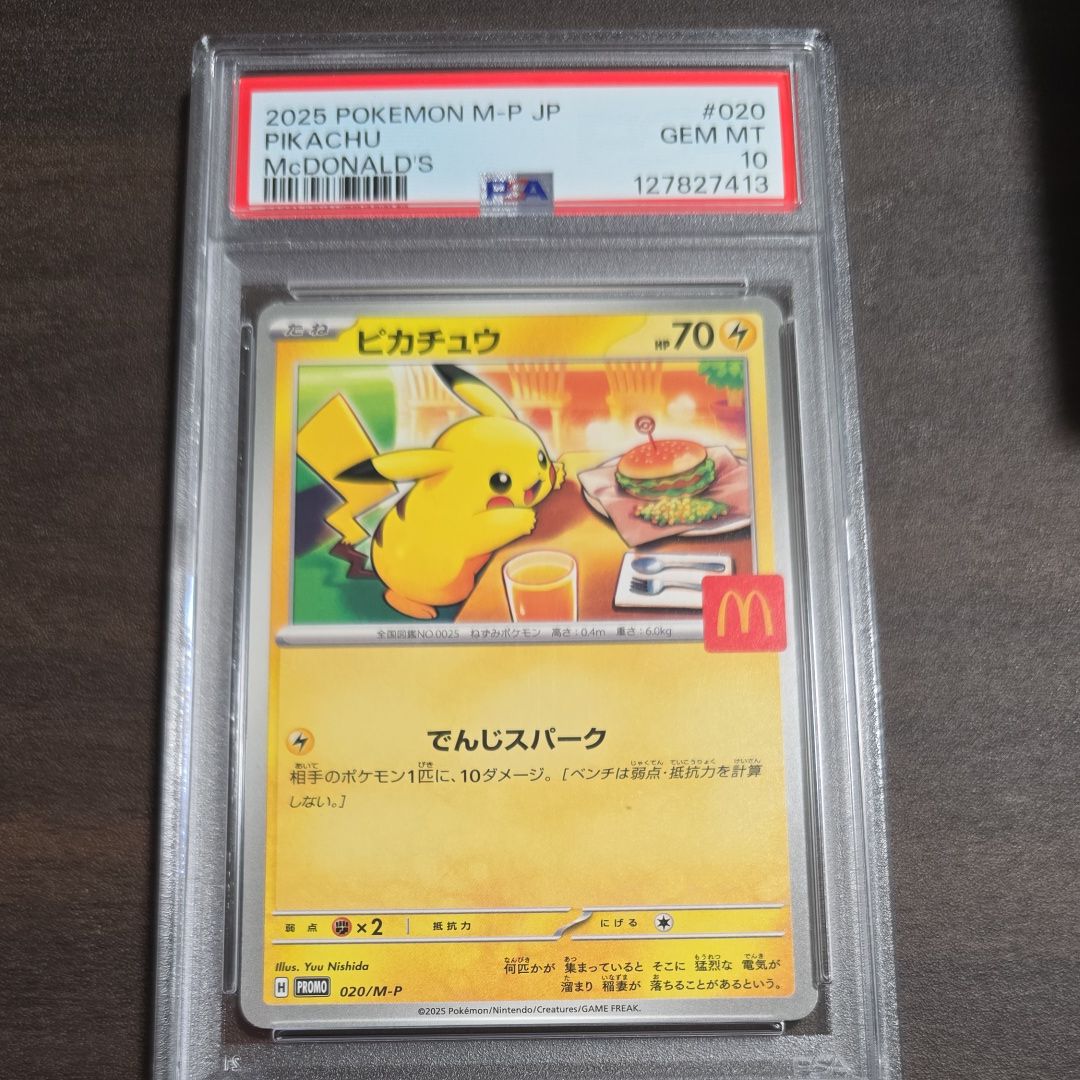 2025 POKEMON M-P JP #020
PIKACHU GEM MT
McDONALD'S 10
PSA 127827413
たね ピカチュウ HP70
全国図鑑NO.0025 ねずみポケモン 高さ:0.4m 重さ:6.0kg
でんじスパーク
相手のポケモン1匹に、10ダメージ。[ベンチは弱点・抵抗力を計算
しない。]
弱点 ×2 抵抗力 にげる
Illus. Yuu Nishida
何匹かが 集まっていると そこに 猛烈な 電気が
溜まり 稲妻が 落ちることがあるという。
H PROMO 020/M-P
©2025 Pokémon/Nintendo/Creatures/GAME FREAK.